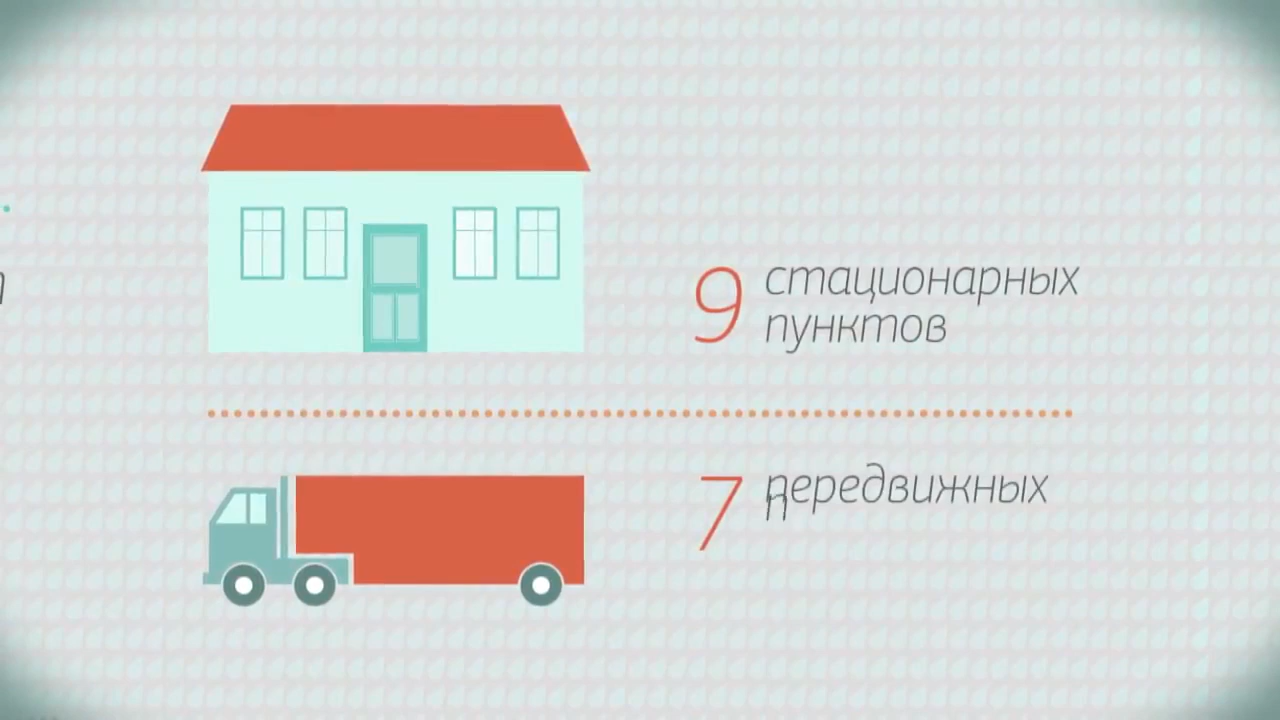 9 стационарных
пунктов
7 передвижных
п